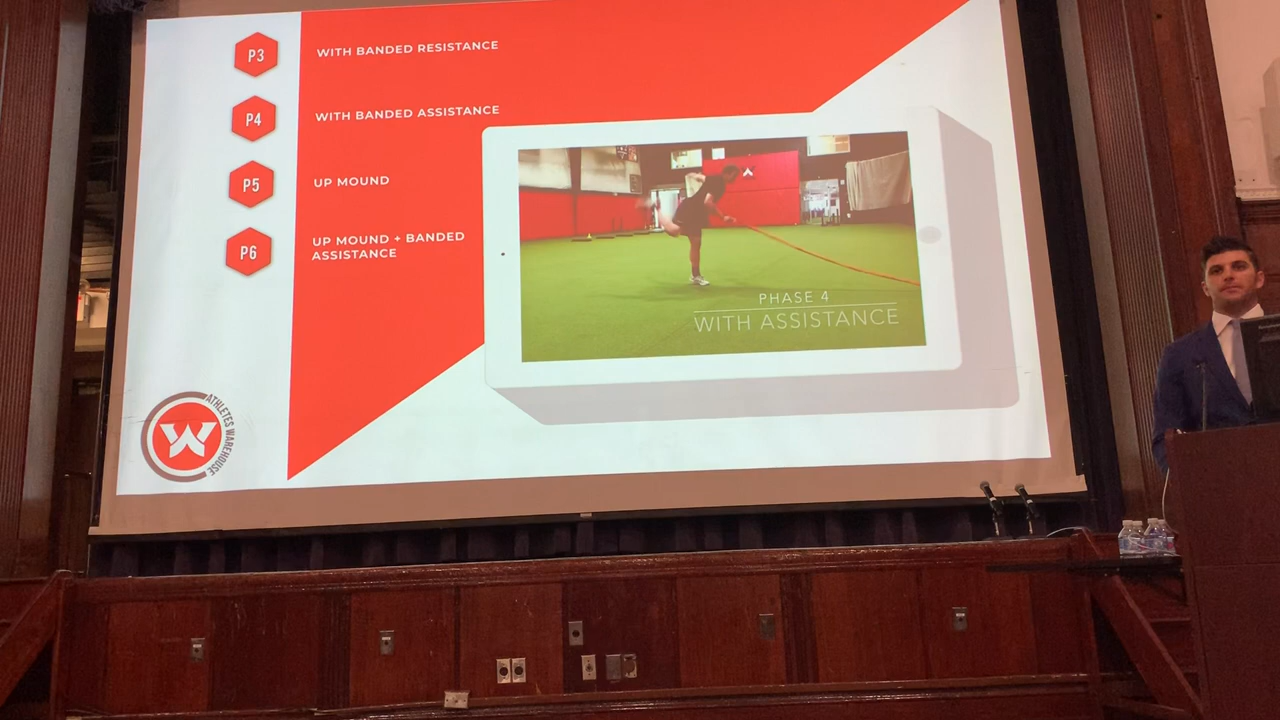 P3
WITH BANDED RESISTANCE
P4
WITH BANDED ASSISTANCE
P5
UP MOUND
P6
UP MOUND + BANDED
ASSISTANCE
PHASE 4
WITH ASSISTANCE
W
ATHLETES WAREHOUSE